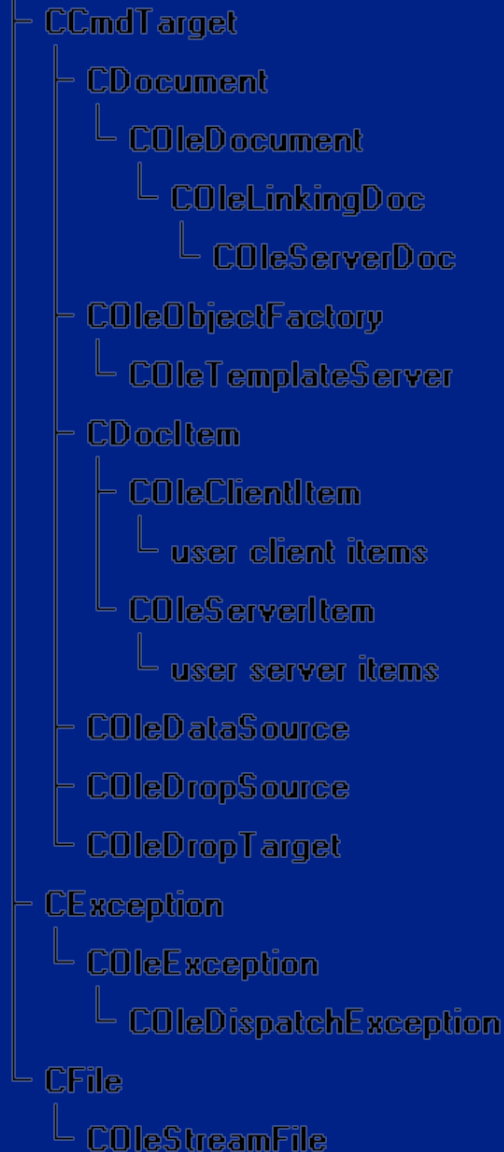 CCmdTarget
CDocument
COleDocument
COleLinkingDoc
COleServerDoc
COleObjectFactory
COleTemplateServer
CDocItem
COleClientItem
user client items
COleServerItem
user server items
COleDataSource
COleDropSource
COleDropTarget
CException
COleException
COleDispatchException
CFile
COleStreamFile